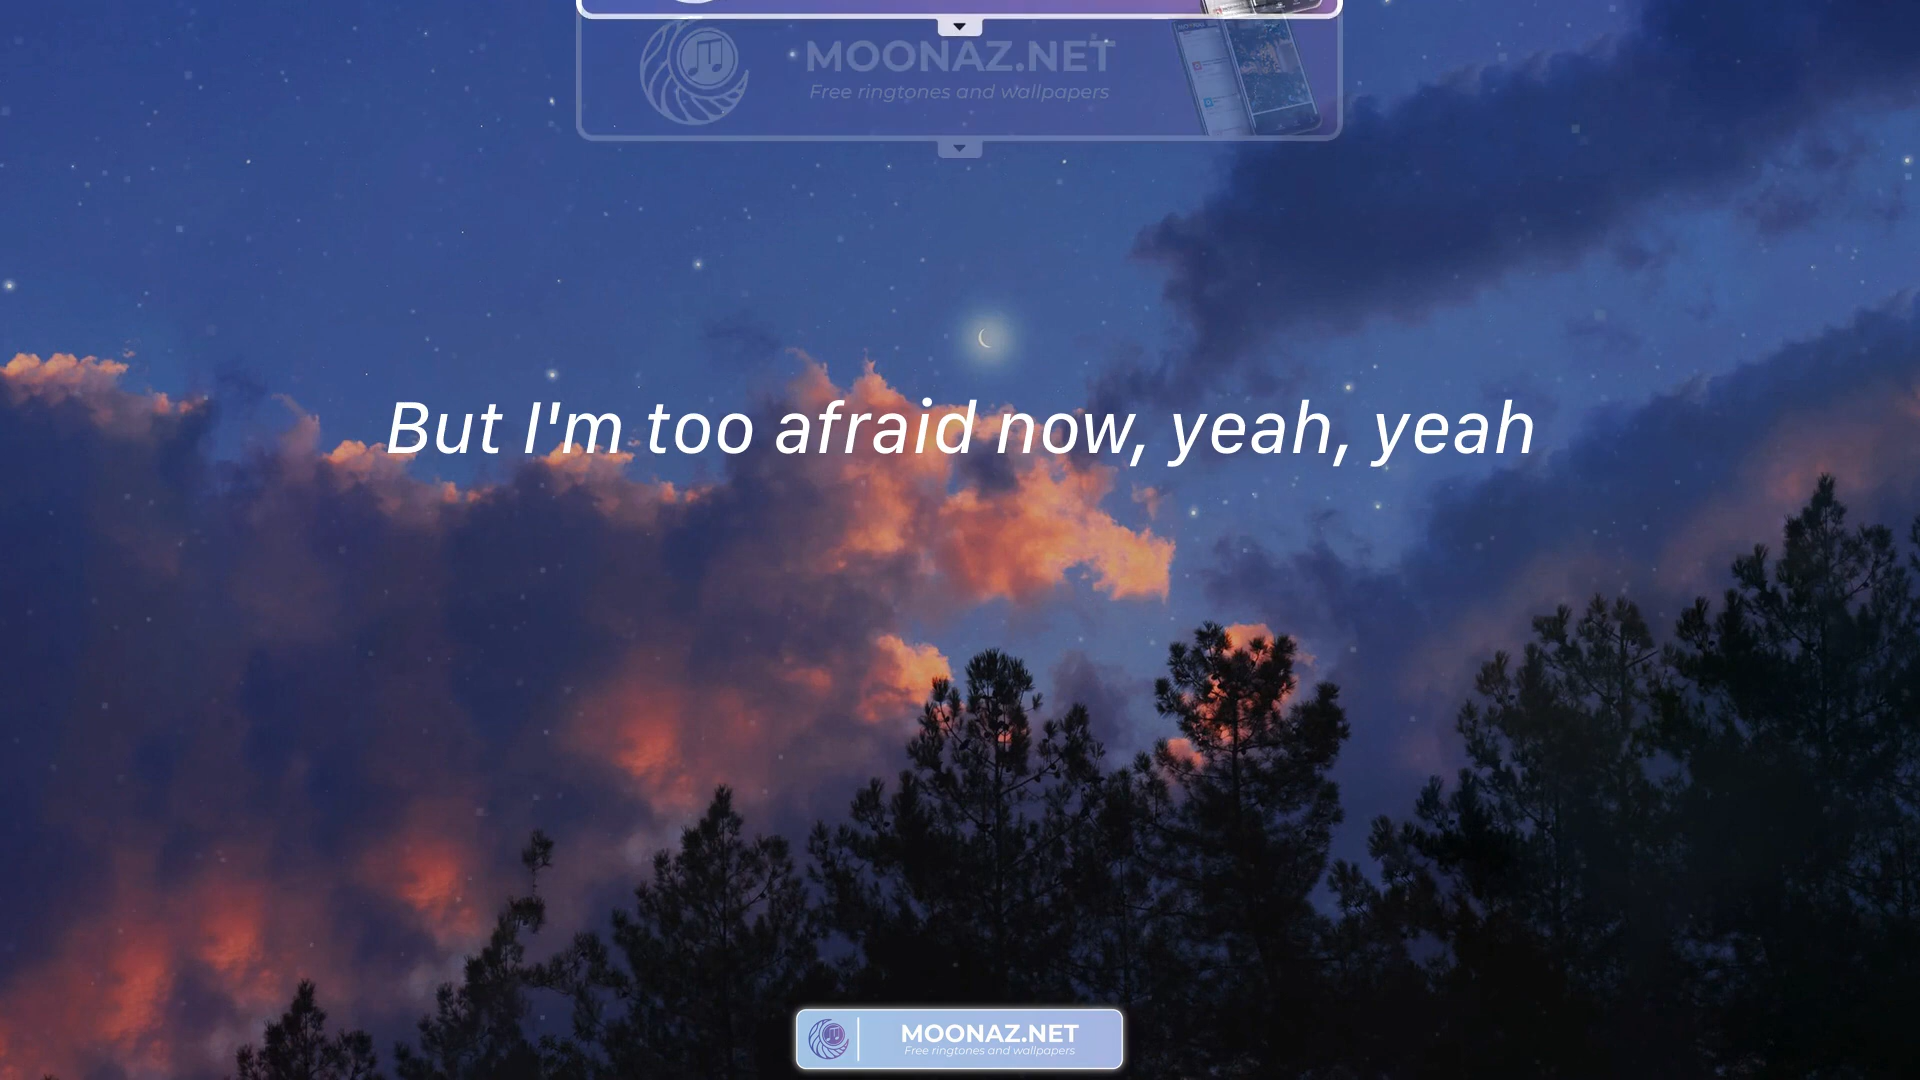 MOONAZ.NET
Free ringtones and wallpapers
But I'm too afraid now, yeah, yeah
MOONAZ.NET
Free ringtones and wallpapers